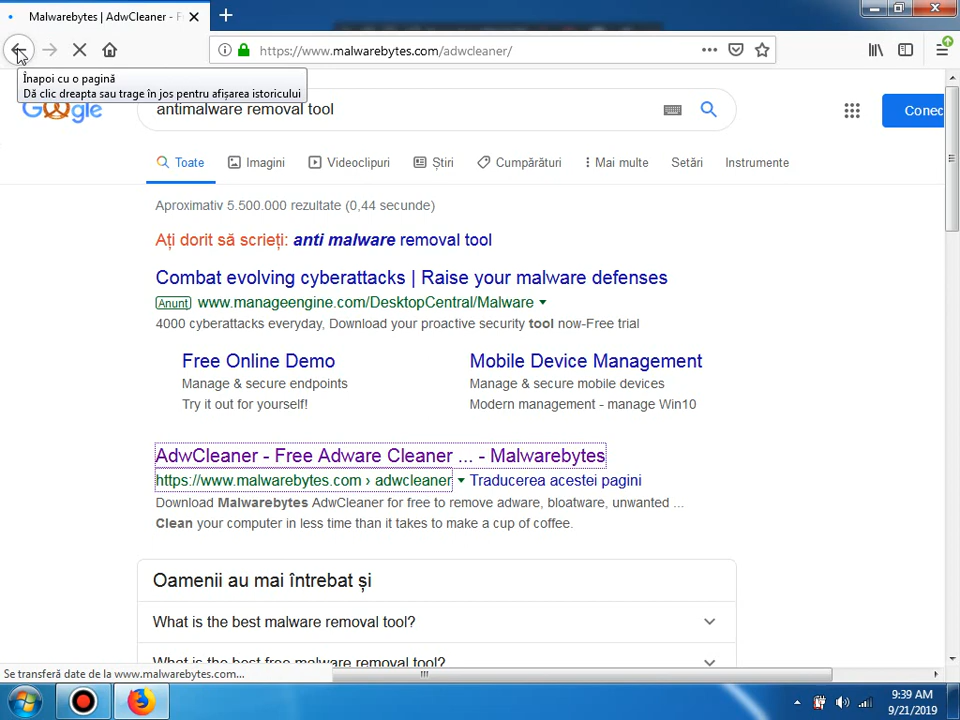 Malwarebytes | AdwCleaner - F
https://www.malwarebytes.com/adwcleaner/
Înapoi cu o pagină
Dă clic dreapta sau trage în jos pentru afișarea istoricului
Google
antimalware removal tool
Conec
Toate
Imagini
Videoclipuri
Știri
Cumpărături
Mai multe
Setări
Instrumente
Aproximativ 5.500.000 rezultate (0,44 secunde)
Ați dorit să scrieți: anti malware removal tool
Combat evolving cyberattacks | Raise your malware defenses
Anunt www.manageengine.com/DesktopCentral/Malware
4000 cyberattacks everyday, Download your proactive security tool now-Free trial
Free Online Demo
Manage & secure endpoints
Try it out for yourself!
Mobile Device Management
Manage & secure mobile devices
Modern management - manage Win10
AdwCleaner - Free Adware Cleaner ... - Malwarebytes
https://www.malwarebytes.com › adwcleaner Traducerea acestei pagini
Download Malwarebytes AdwCleaner for free to remove adware, bloatware, unwanted ...
Clean your computer in less time than it takes to make a cup of coffee.
Oamenii au mai întrebat și
What is the best malware removal tool?
What is the best free malware removal tool?
Se transferă date de la www.malwarebytes.com...
9:39 AM
9/21/2019